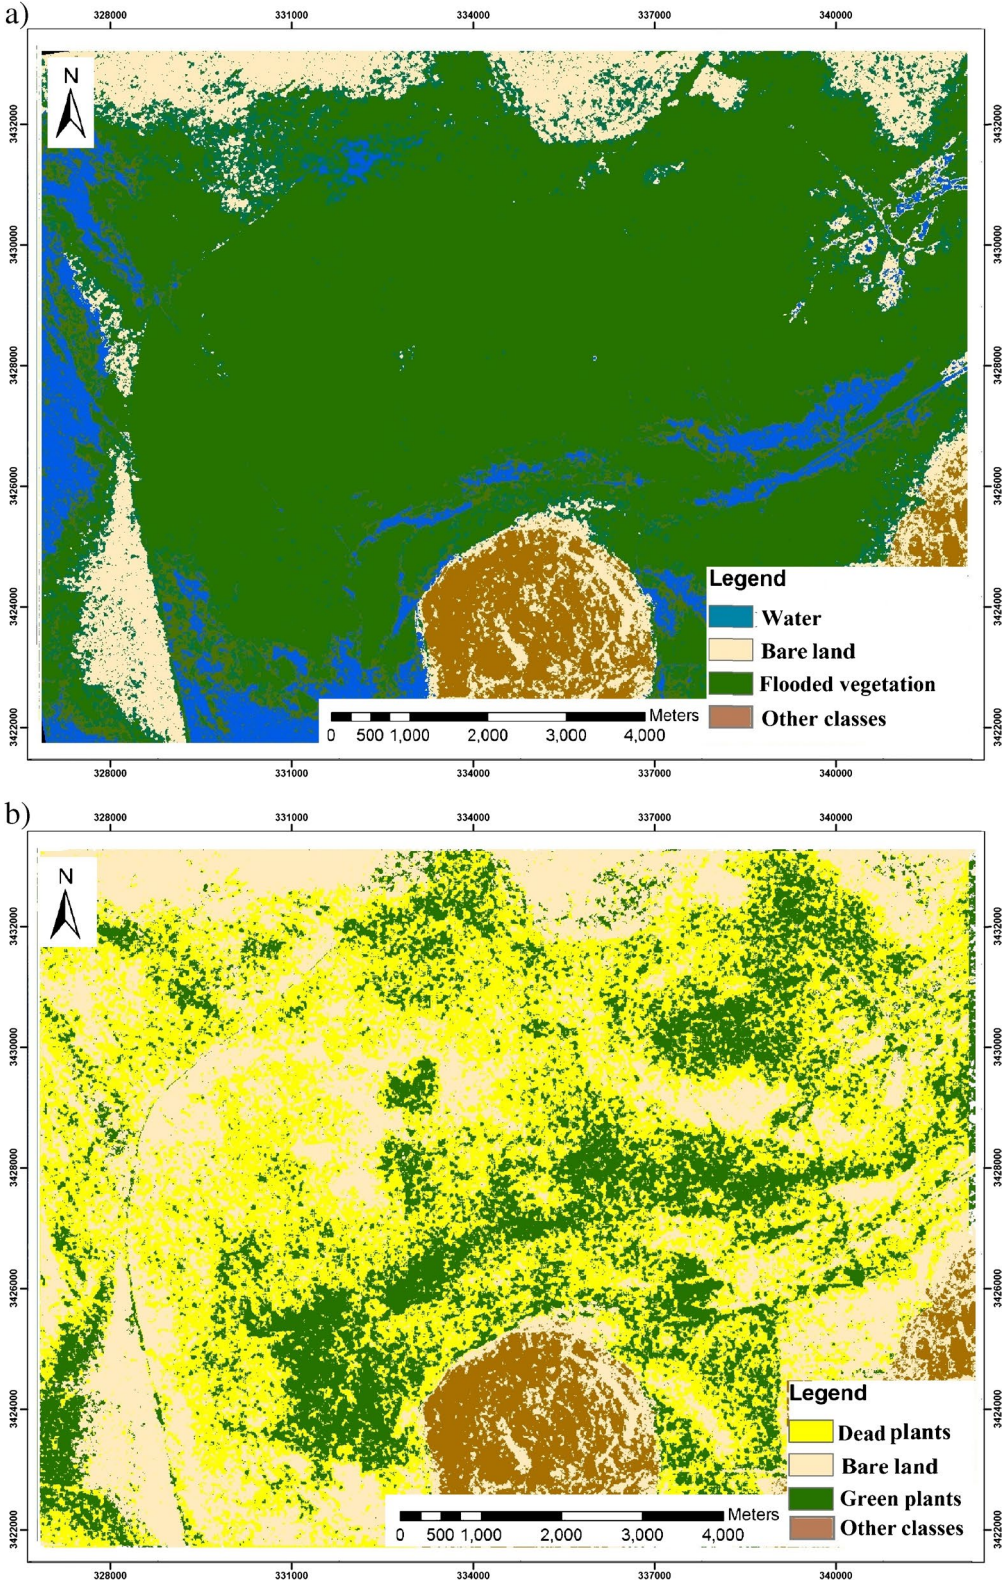 a)
328000 331000 334000 337000 340000
N
3432000 3432000
3430000 3430000
3428000 3428000
3426000 3426000
3424000 3424000
3422000 3422000
Legend
Water
Bare land
Flooded vegetation
Other classes
Meters
0 500 1,000 2,000 3,000 4,000
328000 331000 334000 337000 340000
b)
328000 331000 334000 337000 340000
N
3432000 3432000
3430000 3430000
3428000 3428000
3426000 3426000
3424000 3424000
3422000 3422000
Legend
Dead plants
Bare land
Green plants
Other classes
Meters
0 500 1,000 2,000 3,000 4,000
328000 331000 334000 337000 340000